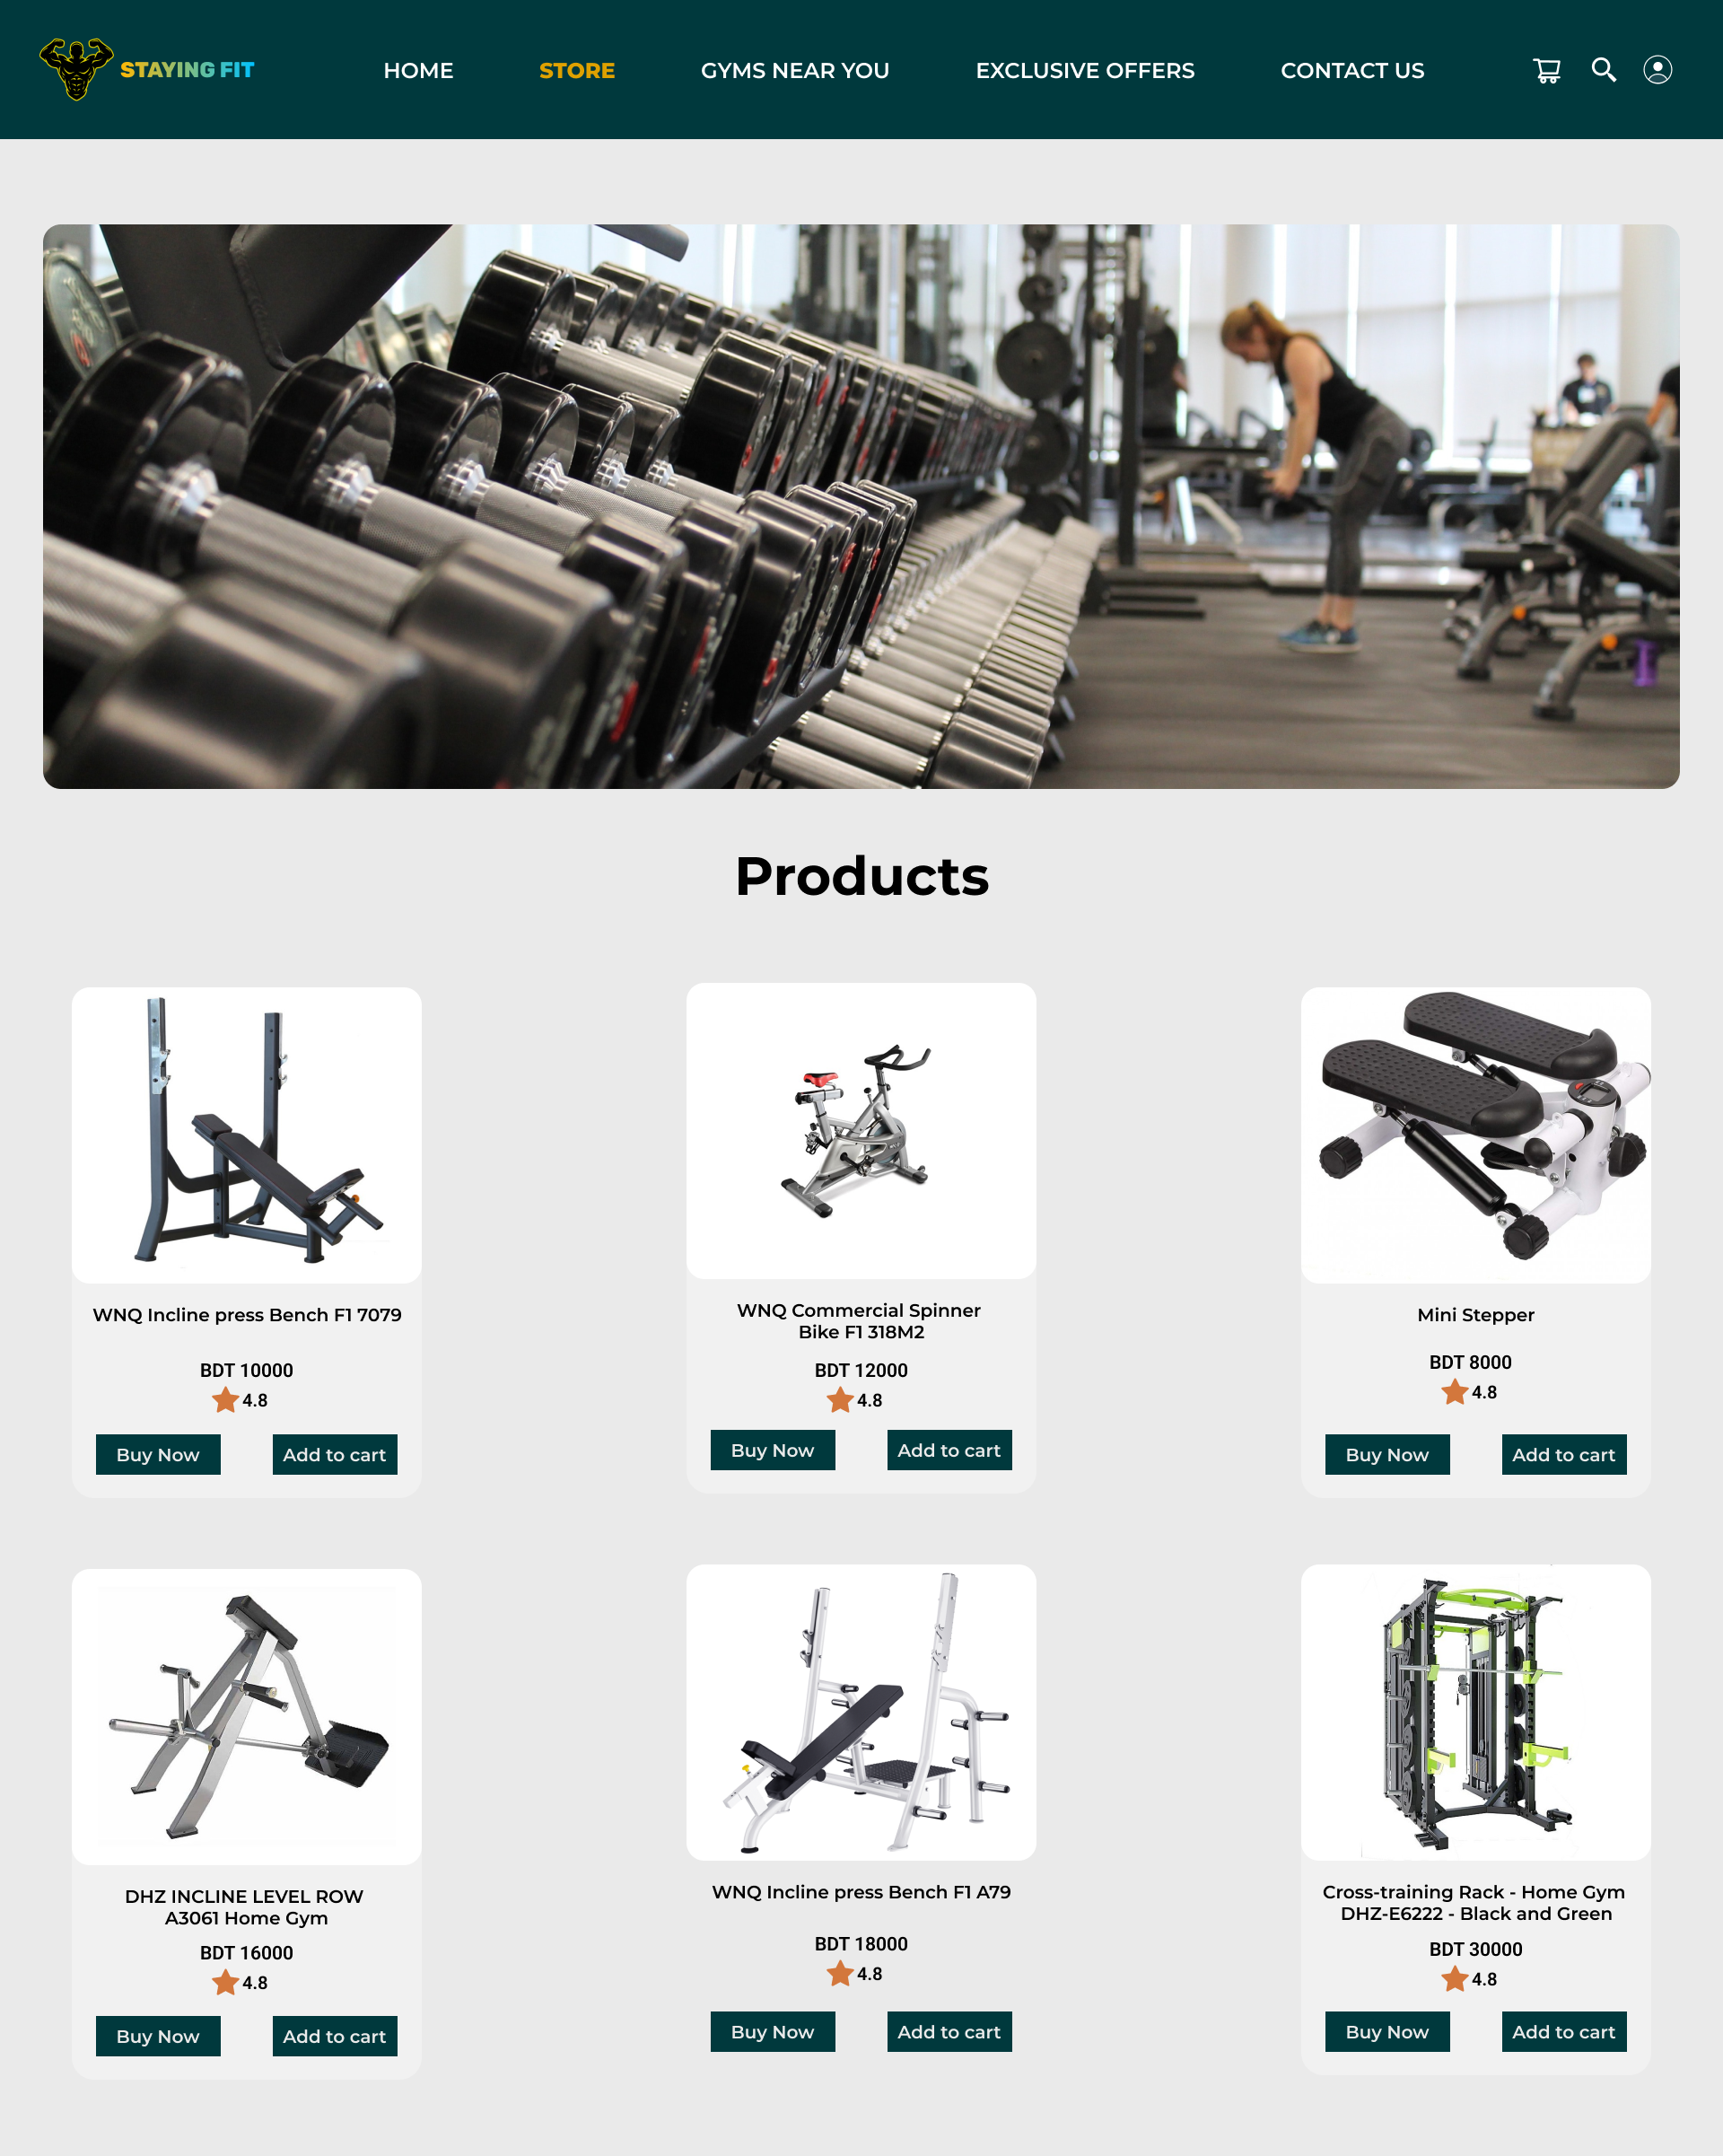 STAYING FIT
HOME
STORE
GYMS NEAR YOU
EXCLUSIVE OFFERS
CONTACT US
Products
WNQ Incline press Bench F1 7079
BDT 10000
4.8
Buy Now
Add to cart
WNQ Commercial Spinner
Bike F1 318M2
BDT 12000
4.8
Buy Now
Add to cart
Mini Stepper
BDT 8000
4.8
Buy Now
Add to cart
DHZ INCLINE LEVEL ROW
A3061 Home Gym
BDT 16000
4.8
Buy Now
Add to cart
WNQ Incline press Bench F1 A79
BDT 18000
4.8
Buy Now
Add to cart
Cross-training Rack - Home Gym
DHZ-E6222 - Black and Green
BDT 30000
4.8
Buy Now
Add to cart